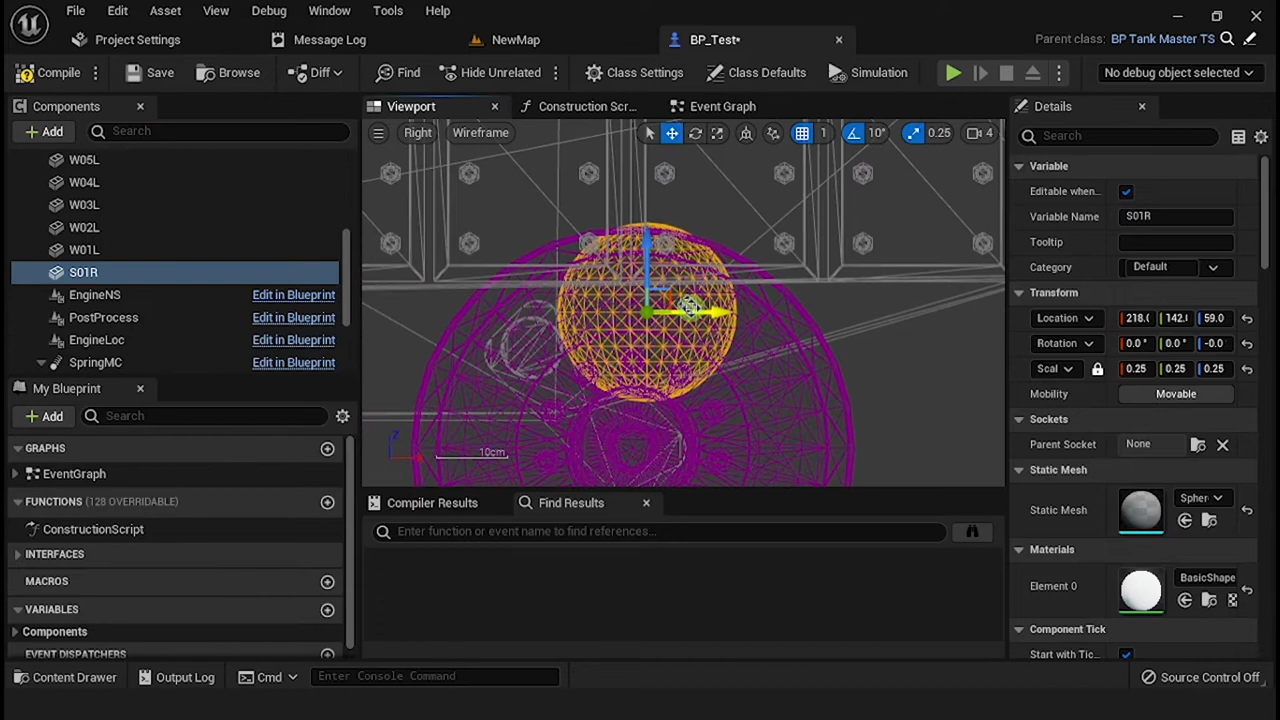 File Edit Asset View Debug Window Tools Help
Project Settings Message Log NewMap BP_Test• Parent class: BP Tank Master TS
Compile Save Browse Diff Find Hide Unrelated Class Settings Class Defaults Simulation No debug object selected
Components Viewport Construction Scr... Event Graph Details
Add Search Right Wireframe 1 10° 0.25 4 Search
W05L
W04L
W03L
W02L
W01L
S01R
EngineNS Edit in Blueprint
PostProcess Edit in Blueprint
EngineLoc Edit in Blueprint
SpringMC Edit in Blueprint
My Blueprint
Add Search
GRAPHS
EventGraph
FUNCTIONS (128 OVERRIDABLE)
ConstructionScript
INTERFACES
MACROS
VARIABLES
Components
EVENT DISPATCHERS
Z
10cm
Compiler Results Find Results
Enter function or event name to find references...
Variable
Editable when...
Variable Name S01R
Tooltip
Category Default
Transform
Location 218.( 142.( 59.0
Rotation 0.0 ° 0.0 ° -0.0
Scal 0.25 0.25 0.25
Mobility Movable
Sockets
Parent Socket None
Static Mesh
Static Mesh Spher
Materials
Element 0 BasicShape
Component Tick
Start with Tic...
Content Drawer Output Log Cmd Enter Console Command Source Control Off